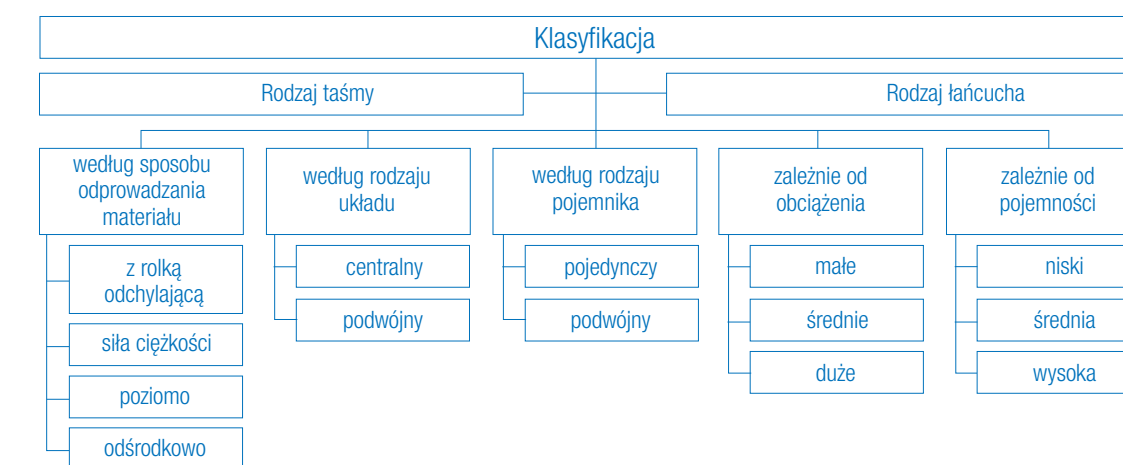 Klasyfikacja
Rodzaj taśmy
Rodzaj łańcucha
według sposobu
odprowadzania
materiału
z rolką
odchylającą
siła ciężkości
poziomo
odśrodkowo
według rodzaju
układu
centralny
podwójny
według rodzaju
pojemnika
pojedynczy
podwójny
zależnie od
obciążenia
małe
średnie
duże
zależnie od
pojemności
niski
średnia
wysoka